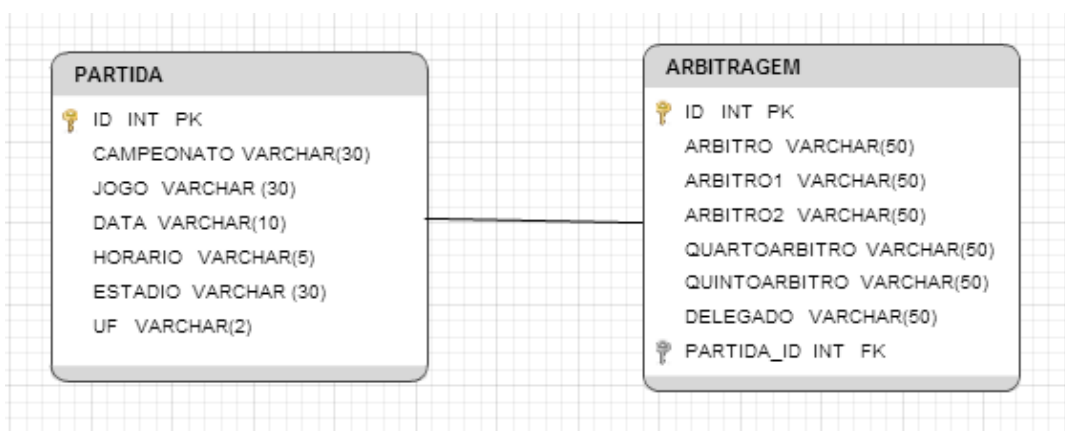 PARTIDA
ID INT PK
CAMPEONATO VARCHAR(30)
JOGO VARCHAR (30)
DATA VARCHAR(10)
HORARIO VARCHAR(5)
ESTADIO VARCHAR (30)
UF VARCHAR(2)
ARBITRAGEM
ID INT PK
ARBITRO VARCHAR(50)
ARBITRO1 VARCHAR(50)
ARBITRO2 VARCHAR(50)
QUARTOARBITRO VARCHAR(50)
QUINTOARBITRO VARCHAR(50)
DELEGADO VARCHAR(50)
PARTIDA_ID INT FK